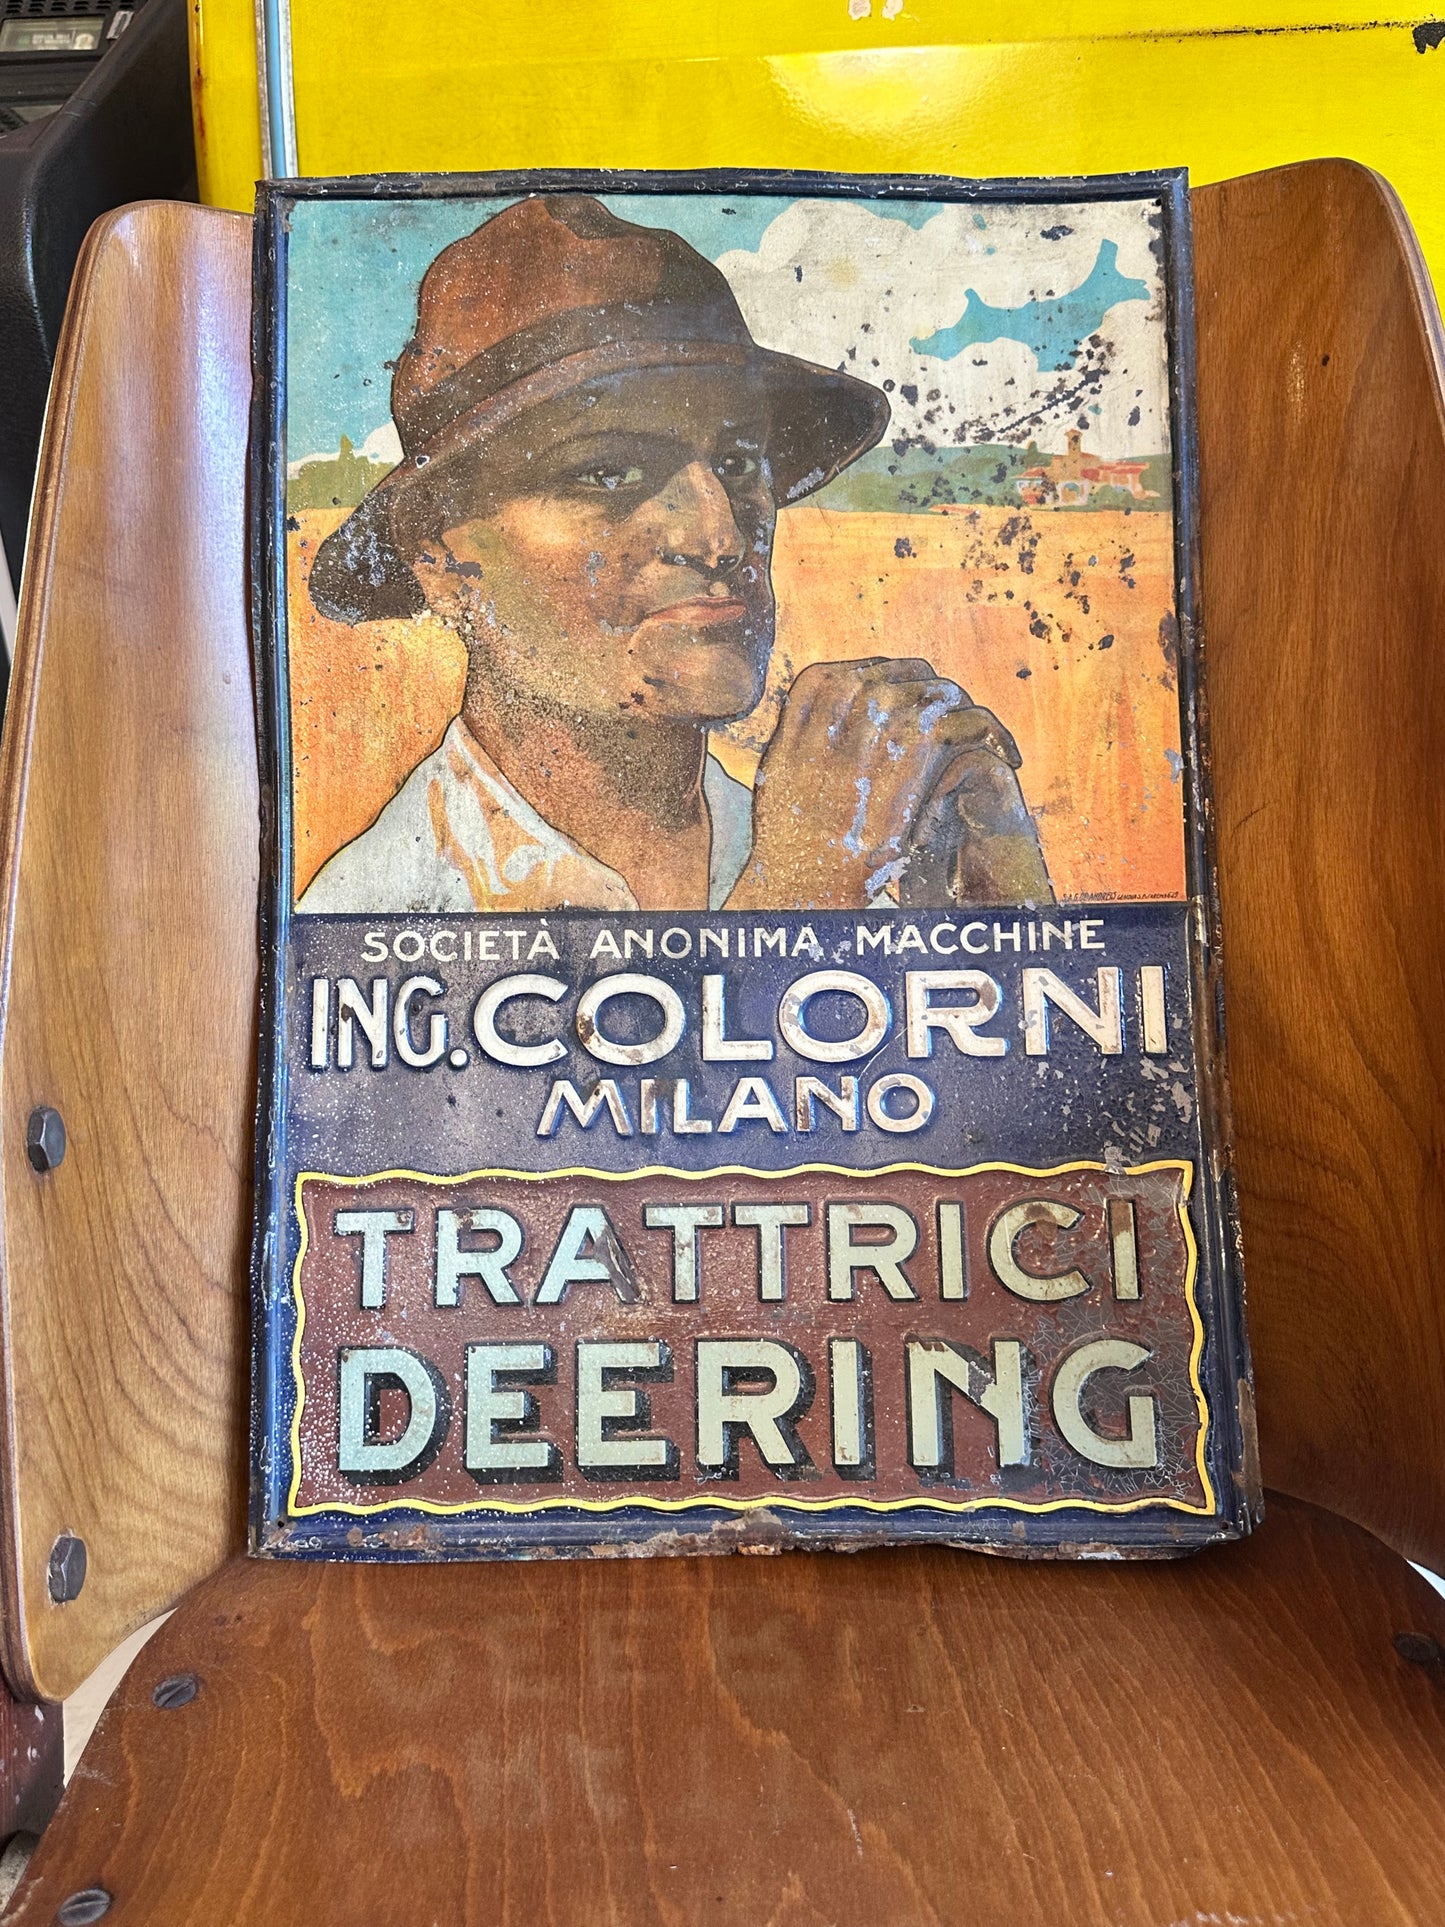 SOCIETÀ ANONIMA MACCHINE
ING. COLORNI
MILANO
TRATTRICI
DEERING